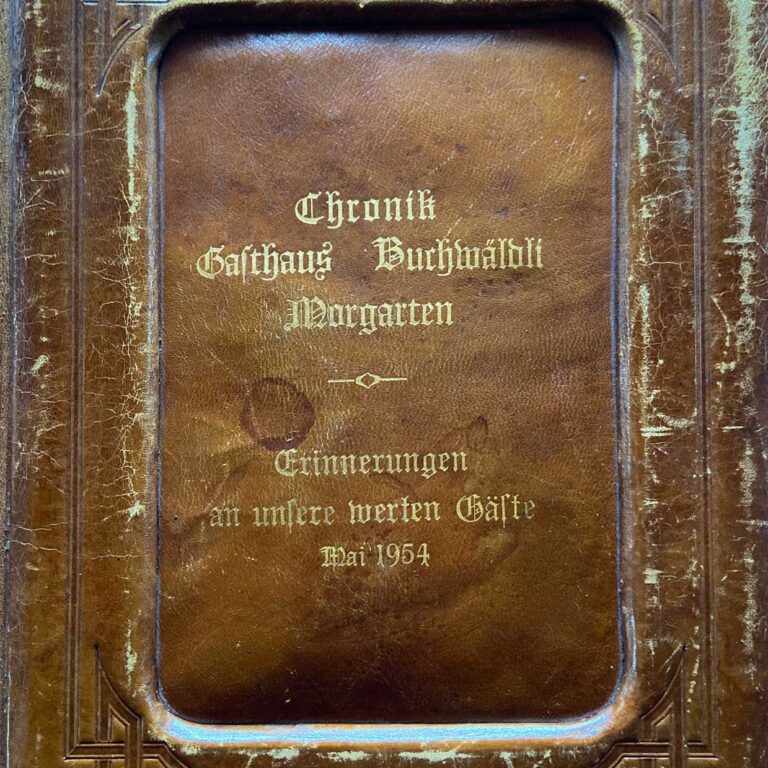 Chronik
Gaſthaus Buchwäldli
Morgarten
Erinnerungen
an unſere werten Gäſte
Mai 1954